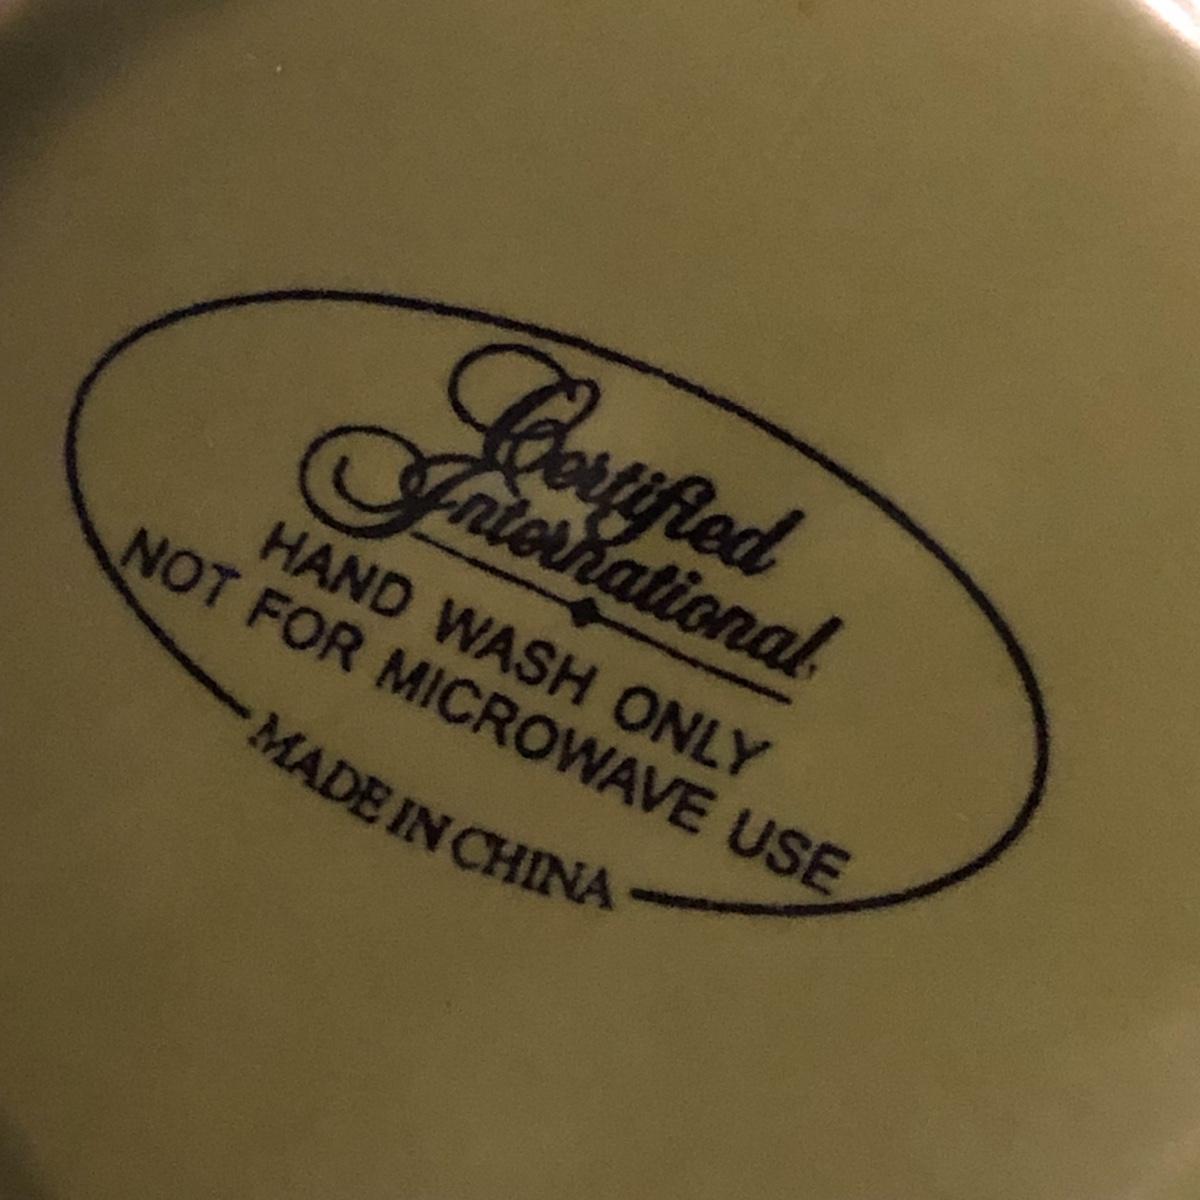 Certified
International
HAND WASH ONLY
NOT FOR MICROWAVE USE
MADE IN CHINA